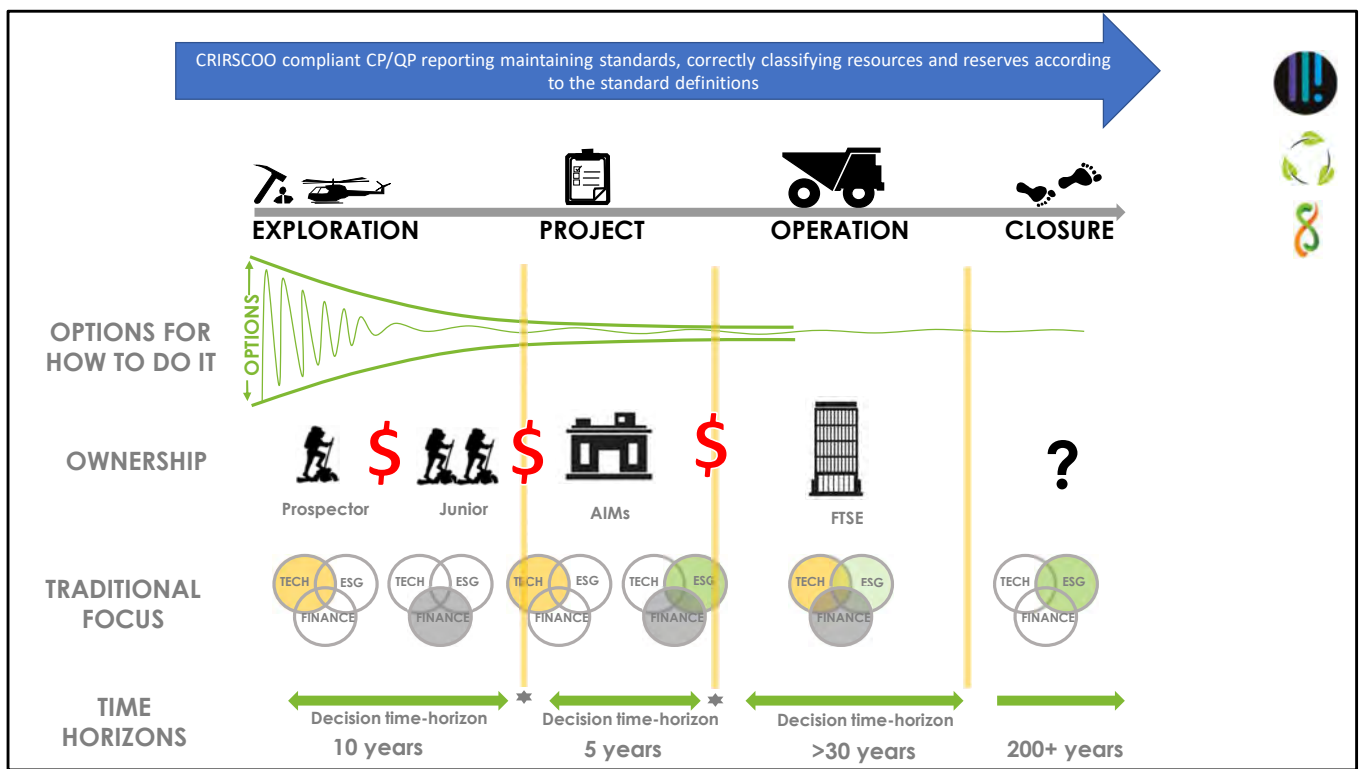 CRIRSCOO compliant CP/QP reporting maintaining standards, correctly classifying resources and reserves according
to the standard definitions
EXPLORATION PROJECT OPERATION CLOSURE
OPTIONS FOR
HOW TO DO IT
OPTIONS
OWNERSHIP
$ $ $ ?
Prospector Junior AIMs FTSE
TRADITIONAL
FOCUS
TECH ESG TECH ESG TECH ESG TECH ESG TECH ESG TECH ESG
FINANCE FINANCE FINANCE FINANCE FINANCE FINANCE
TIME
HORIZONS
Decision time-horizon Decision time-horizon Decision time-horizon
10 years 5 years >30 years 200+ years